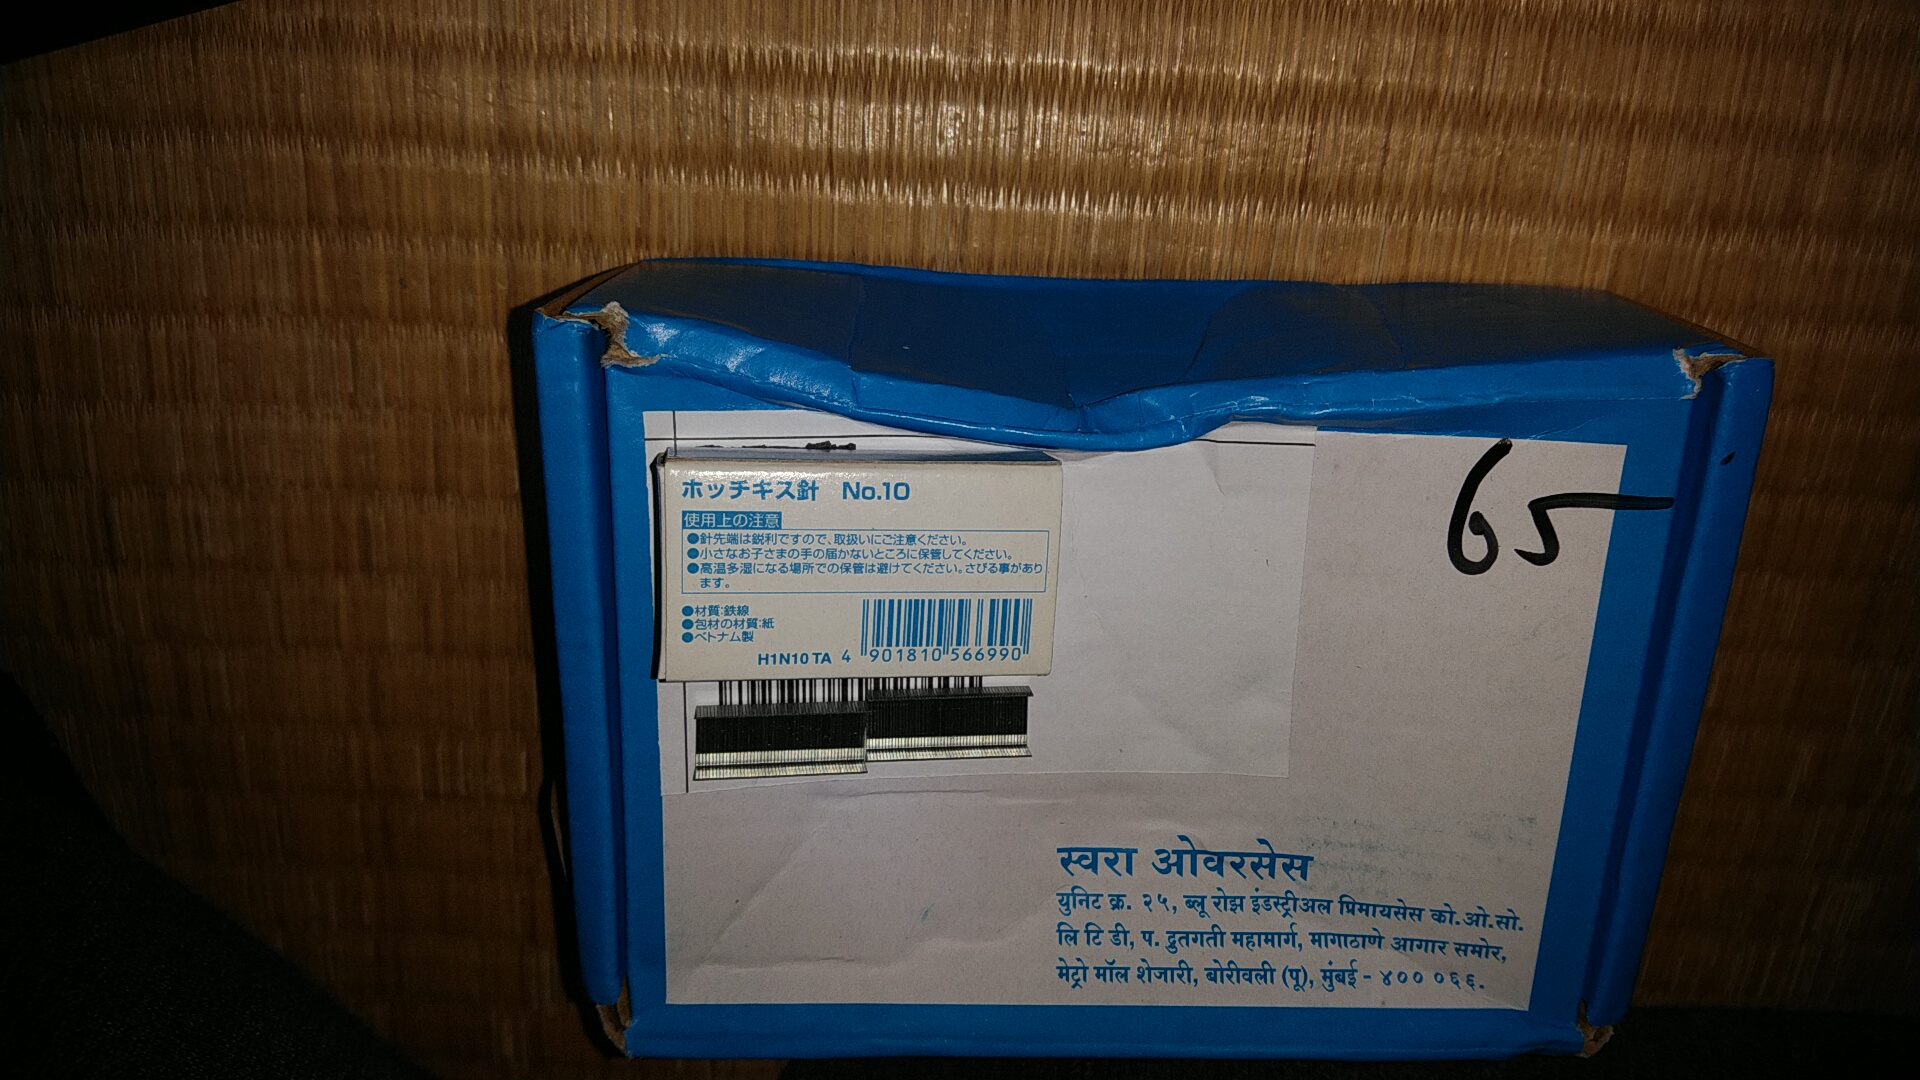 ホッチキス針 No.10
使用上の注意
●針先端は鋭利ですので、取扱いにご注意ください。
●小さなお子さまの手の届かないところに保管してください。
●高温多湿になる場所での保管は避けてください。さびる事があり
ます。
●材質:鉄線
●包材の材質:紙
●ベトナム製
H1N10 TA 4 901810 566990
65
स्वरा ओवरसेस
युनिट क्र. २५, ब्लू रोझ इंडस्ट्रीअल प्रिमायसेस को.ओ.सो.
लि टि डी, प. द्रुतगती महामार्ग, मागाठाणे आगार समोर,
मेट्रो मॉल शेजारी, बोरीवली (पू), मुंबई - ४०० ०६६.